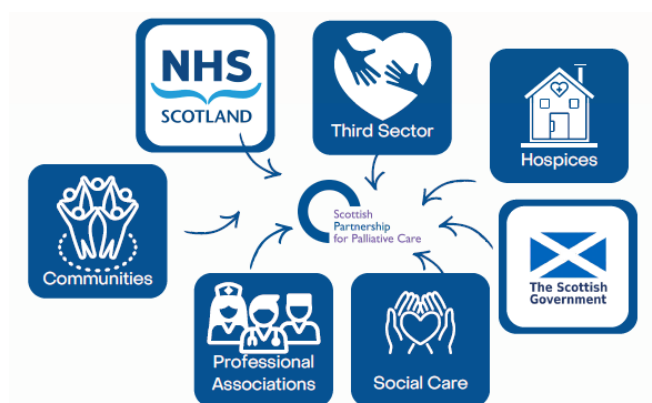 NHS
SCOTLAND
Third Sector
Hospices
Communities
Scottish
Partnership
for Palliative Care
The Scottish
Government
Professional
Associations
Social Care